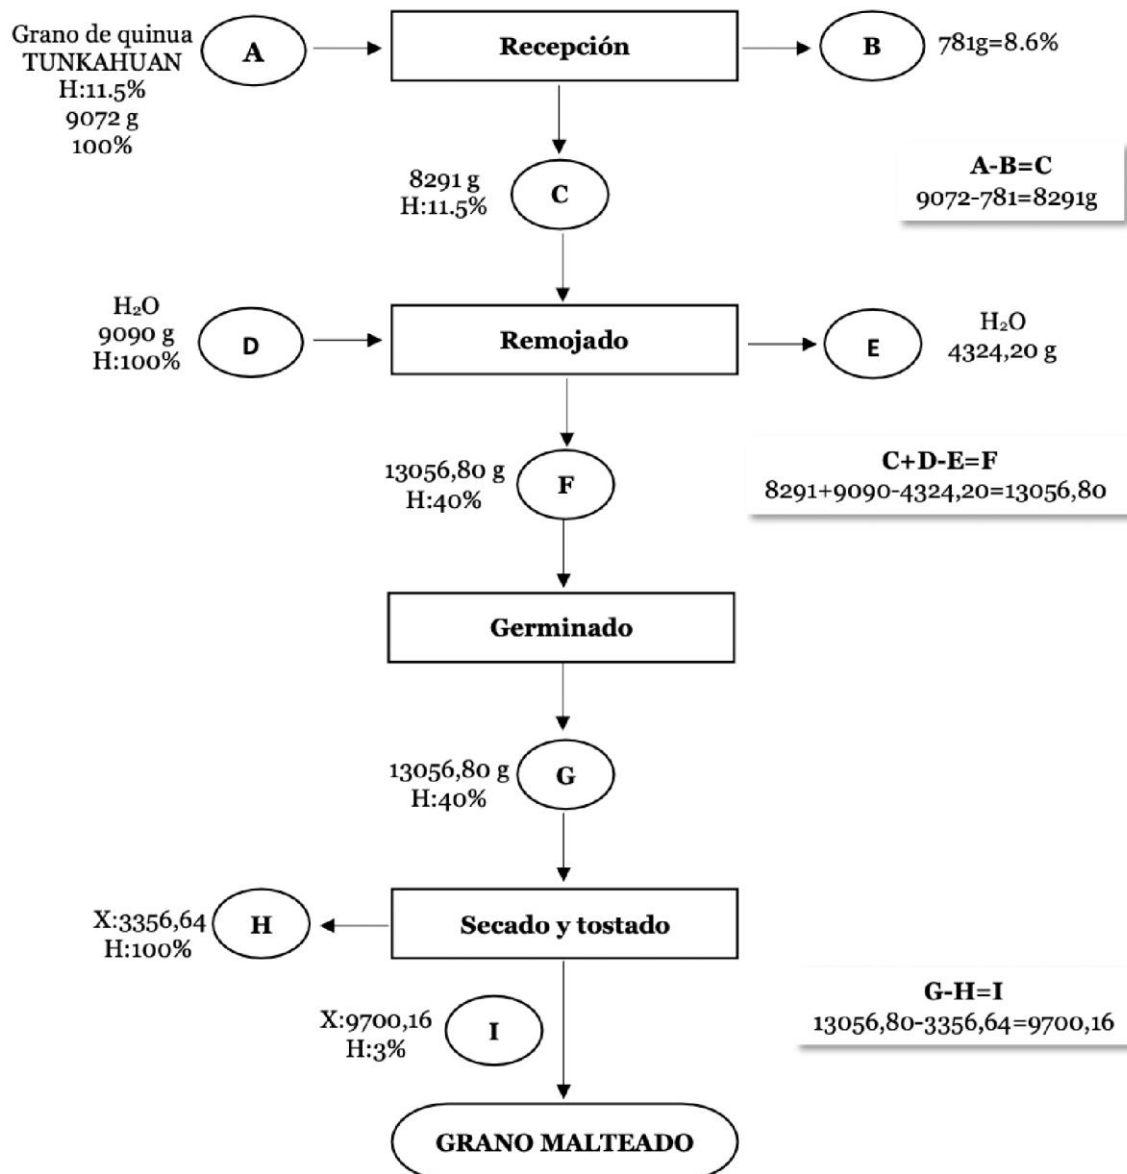 Grano de quinua
TUNKAHUAN
H:11.5%
9072 g
100%
A
Recepción
B
781g=8.6%
A-B=C
9072-781=8291g
8291 g
H:11.5%
C
H₂O
9090 g
H:100%
D
Remojado
E
H₂O
4324,20 g
C+D-E=F
8291+9090-4324,20=13056,80
13056,80 g
H:40%
F
Germinado
13056,80 g
H:40%
G
X:3356,64
H:100%
H
Secado y tostado
G-H=I
13056,80-3356,64=9700,16
X:9700,16
H:3%
I
GRANO MALTEADO